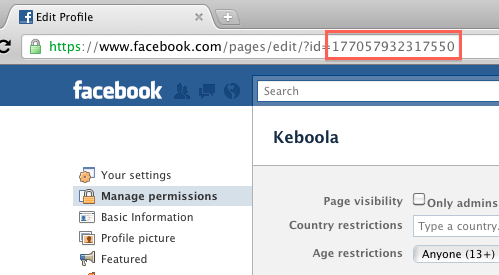 Edit Profile
https://www.facebook.com/pages/edit/?id=177057932317550
facebook
Search
Keboola
Your settings
Manage permissions
Basic Information
Profile picture
Featured
Page visibility
Only admins
Country restrictions
Type a country.
Age restrictions
Anyone (13+)